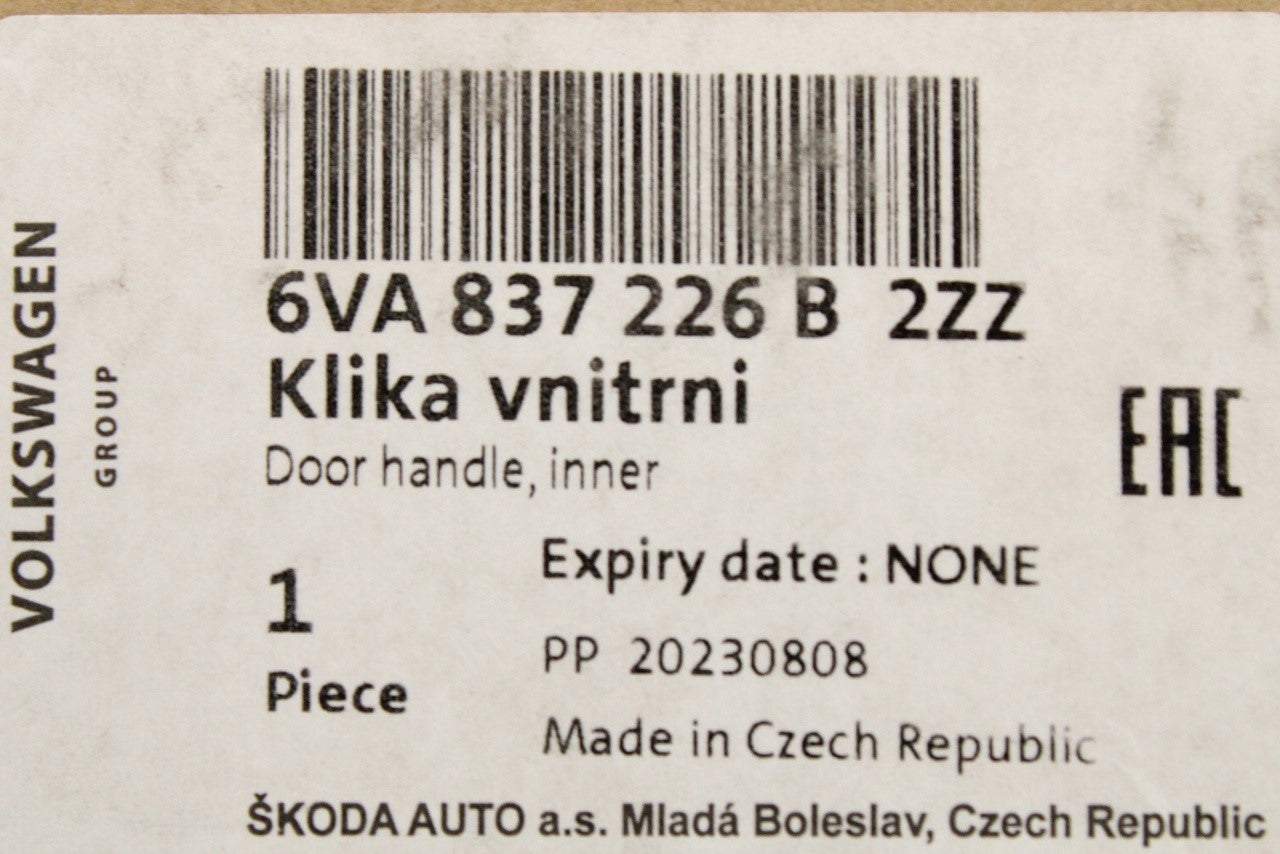 VOLKSWAGEN
GROUP
6VA 837 226 B 2ZZ
Klika vnitrni
Door handle, inner
EAC
1
Piece
Expiry date : NONE
PP 20230808
Made in Czech Republic
ŠKODA AUTO a.s. Mladá Boleslav, Czech Republic